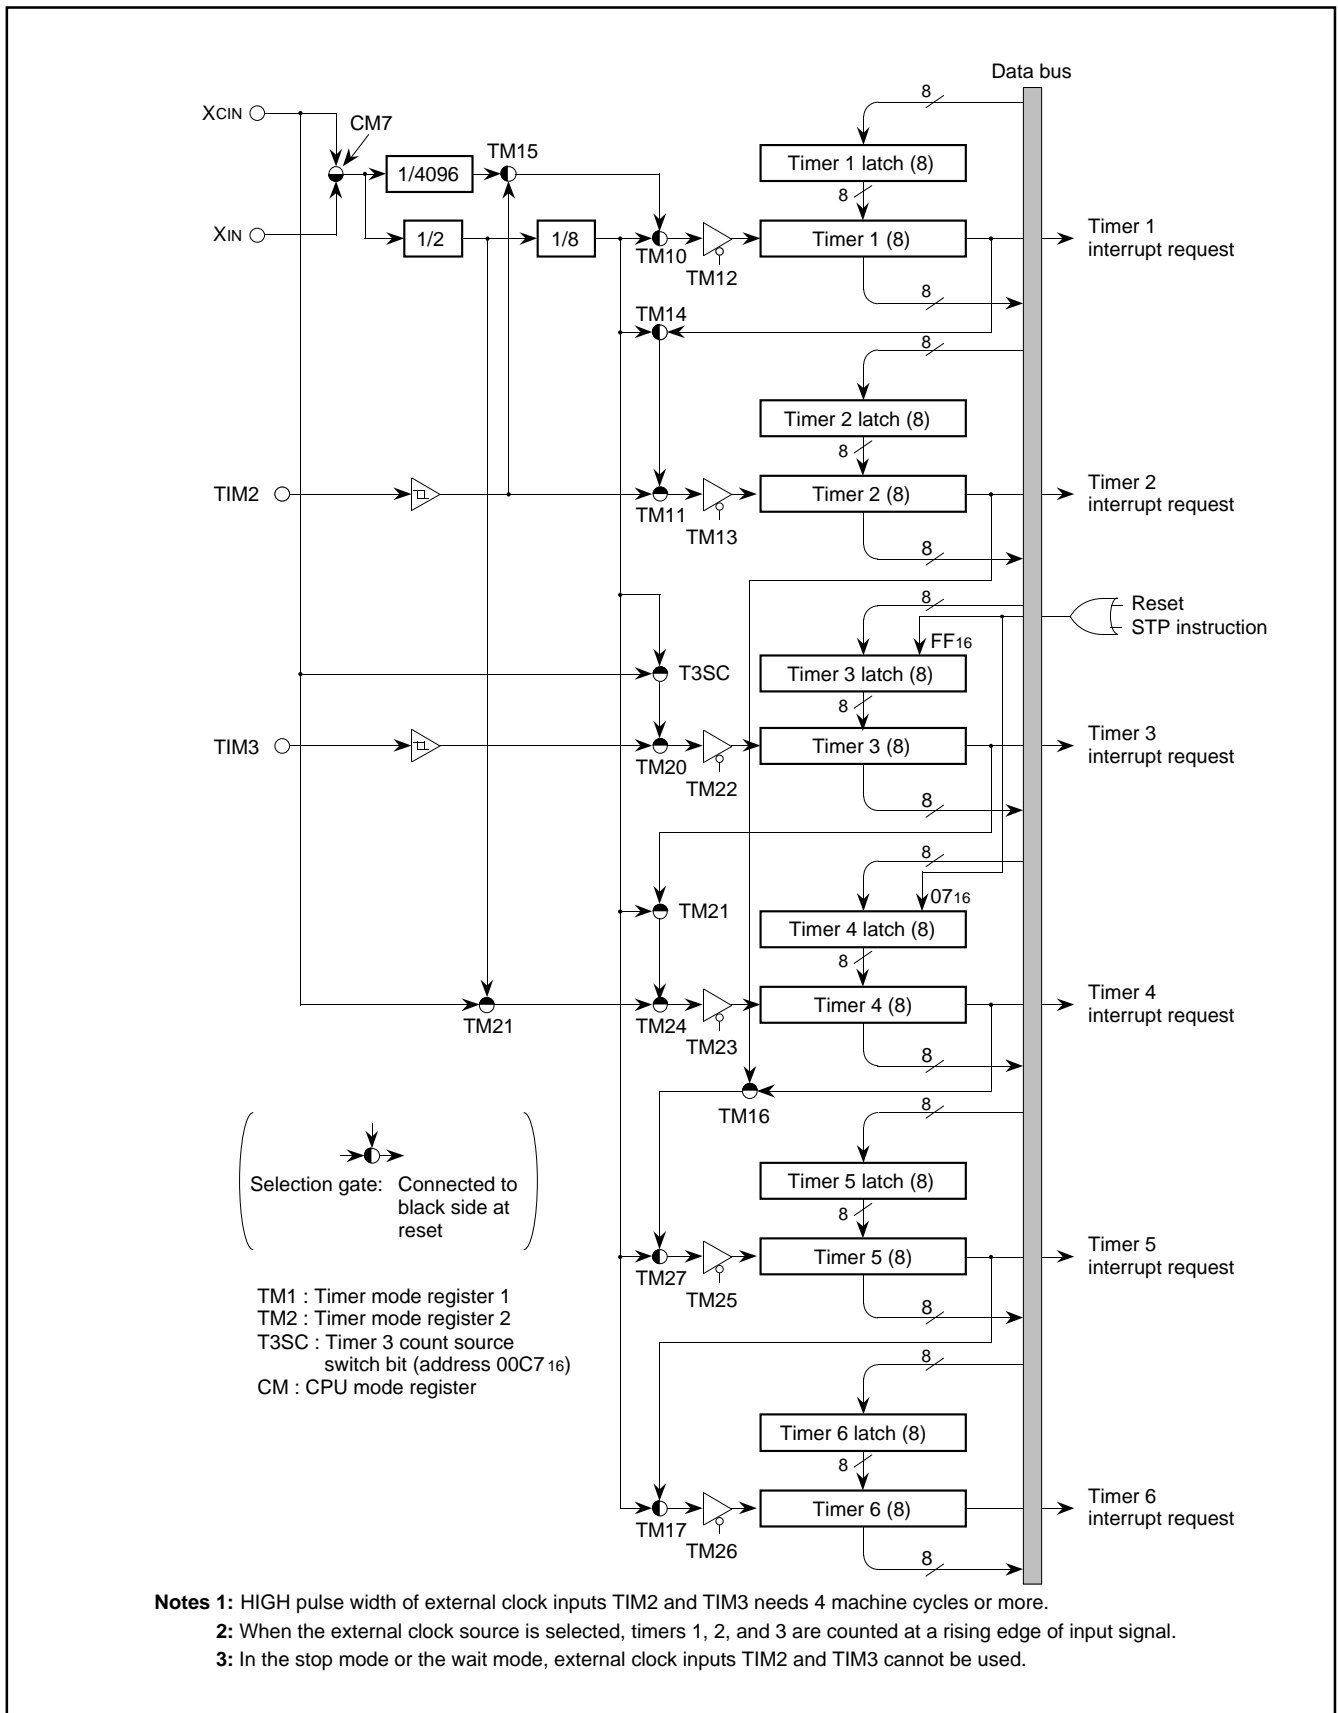 Data bus
8
XCIN
CM7
TM15
1/4096
Timer 1 latch (8)
8
XIN
1/2
1/8
TM10
TM12
Timer 1 (8)
Timer 1
interrupt request
8
TM14
8
Timer 2 latch (8)
8
TIM2
TM11
TM13
Timer 2 (8)
Timer 2
interrupt request
8
8
Reset
STP instruction
FF16
T3SC
Timer 3 latch (8)
8
TIM3
TM20
TM22
Timer 3 (8)
Timer 3
interrupt request
8
8
0716
TM21
Timer 4 latch (8)
8
TM21
TM24
TM23
Timer 4 (8)
Timer 4
interrupt request
8
TM16
8
Selection gate: Connected to
black side at
reset
Timer 5 latch (8)
8
TM27
TM25
Timer 5 (8)
Timer 5
interrupt request
8
TM1 : Timer mode register 1
TM2 : Timer mode register 2
T3SC : Timer 3 count source
switch bit (address 00C7 16)
CM : CPU mode register
8
Timer 6 latch (8)
8
TM17
TM26
Timer 6 (8)
Timer 6
interrupt request
8
Notes 1: HIGH pulse width of external clock inputs TIM2 and TIM3 needs 4 machine cycles or more.
2: When the external clock source is selected, timers 1, 2, and 3 are counted at a rising edge of input signal.
3: In the stop mode or the wait mode, external clock inputs TIM2 and TIM3 cannot be used.